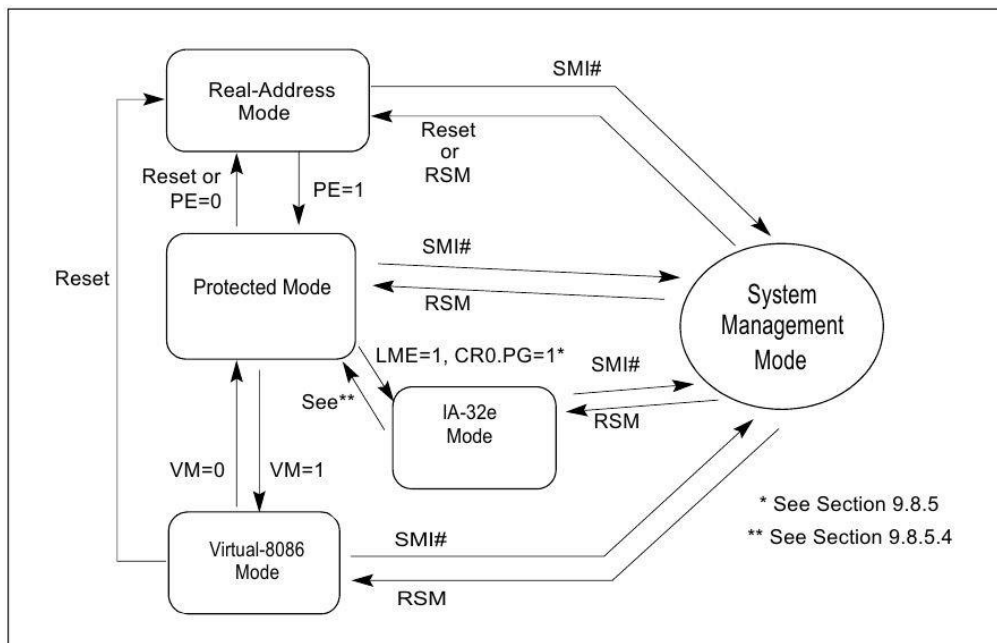 SMI#
Real-Address
Mode
Reset
or
RSM
Reset or
PE=0
PE=1
SMI#
Reset
Protected Mode
RSM
System
Management
Mode
LME=1, CR0.PG=1*
SMI#
See**
IA-32e
Mode
RSM
VM=0
VM=1
* See Section 9.8.5
** See Section 9.8.5.4
Virtual-8086
Mode
SMI#
RSM